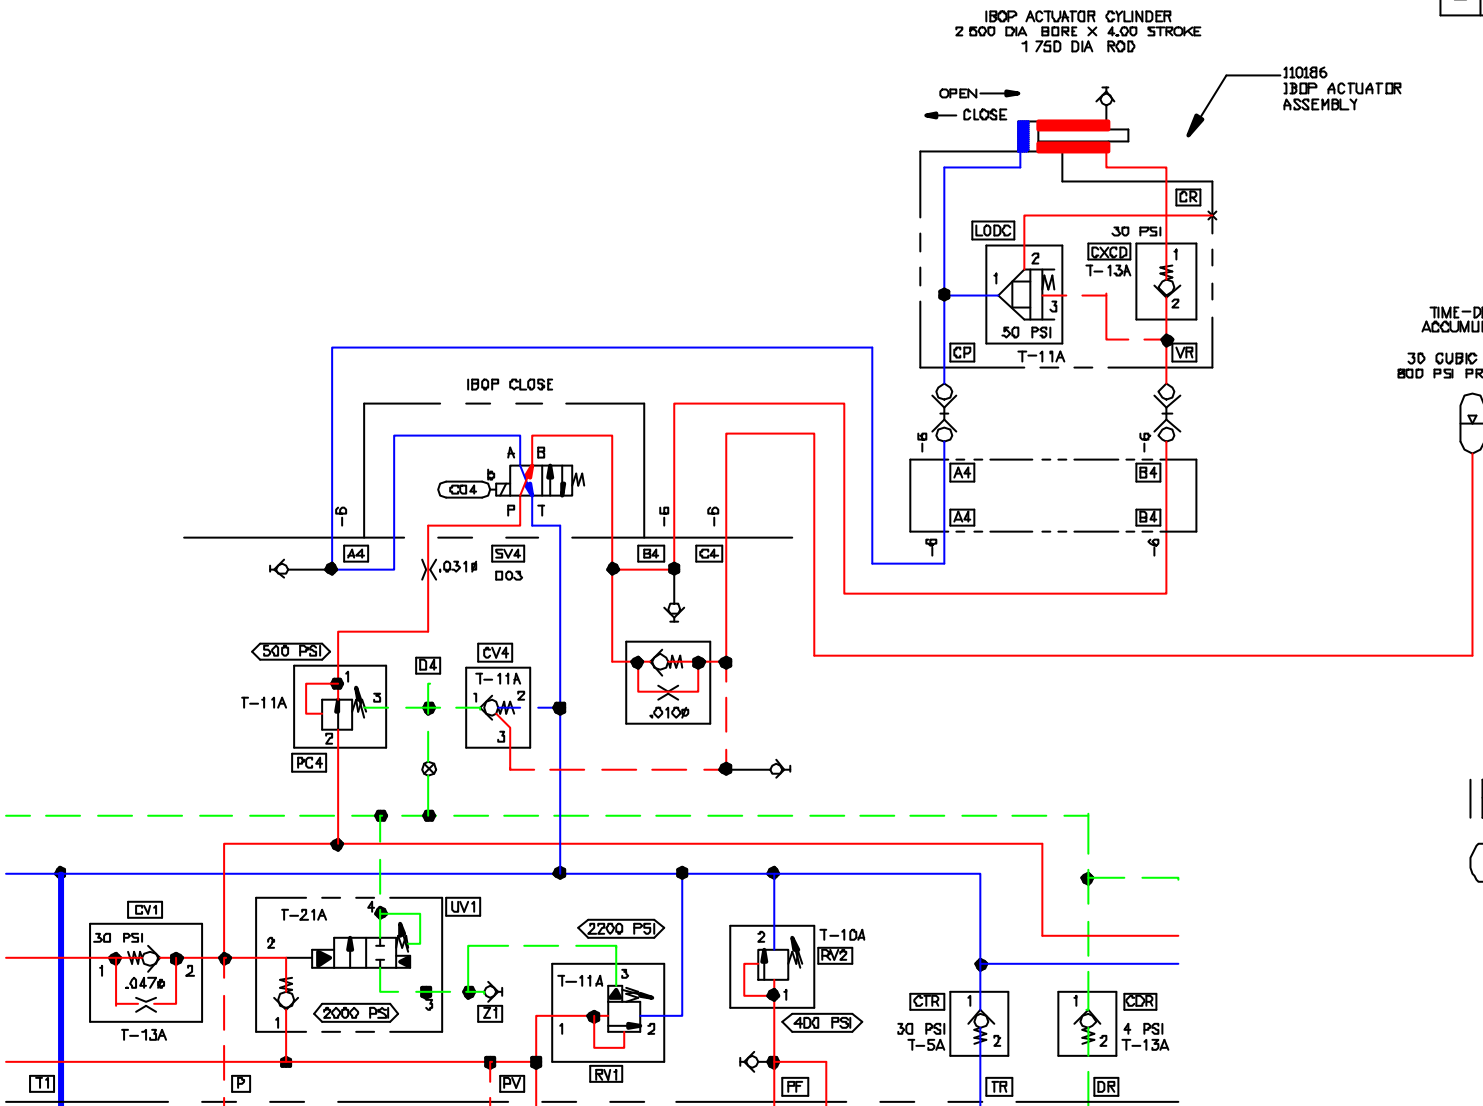 IBOP ACTUATOR CYLINDER
2 500 DIA BORE X 4.00 STROKE
1 750 DIA ROD
110186
IBOP ACTUATOR
ASSEMBLY
OPEN
CLOSE
CR
LODC
30 PSI
CXCD
T-13A
1
2
2
1
M
3
50 PSI
T-11A
CP
VR
TIME-D
ACCUMU
30 CUBIC
800 PSI PR
IBOP CLOSE
A B
b
C04
M
P T
-6
-6
-6
-6
-6
A4
B4
A4
B4
-6
-6
A4
SV4
B4
C4
.031ø
D03
500 PSI
T-11A
1
3
2
PC4
D4
CV4
T-11A
1
2
3
.010ø
CV1
30 PSI
1
2
.047ø
T-13A
T-21A
4
UV1
2
1
3
2000 PSI
Z1
2200 PSI
T-11A
3
1
2
RV1
2
T-10A
RV2
1
400 PSI
CTR
30 PSI
T-5A
1
2
CDR
4 PSI
T-13A
1
2
T1
P
PV
PF
TR
DR